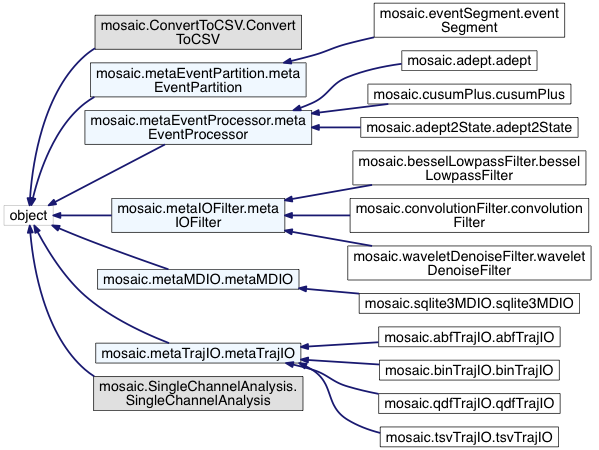 mosaic.ConvertToCSV.Convert
ToCSV
mosaic.eventSegment.event
Segment
mosaic.metaEventPartition.meta
EventPartition
mosaic.adept.adept
mosaic.cusumPlus.cusumPlus
mosaic.metaEventProcessor.meta
EventProcessor
mosaic.adept2State.adept2State
mosaic.besselLowpassFilter.bessel
LowpassFilter
object
mosaic.metaIOFilter.meta
IOFilter
mosaic.convolutionFilter.convolution
Filter
mosaic.waveletDenoiseFilter.wavelet
DenoiseFilter
mosaic.metaMDIO.metaMDIO
mosaic.sqlite3MDIO.sqlite3MDIO
mosaic.abfTrajIO.abfTrajIO
mosaic.metaTrajIO.metaTrajIO
mosaic.binTrajIO.binTrajIO
mosaic.SingleChannelAnalysis.
SingleChannelAnalysis
mosaic.qdfTrajIO.qdfTrajIO
mosaic.tsvTrajIO.tsvTrajIO